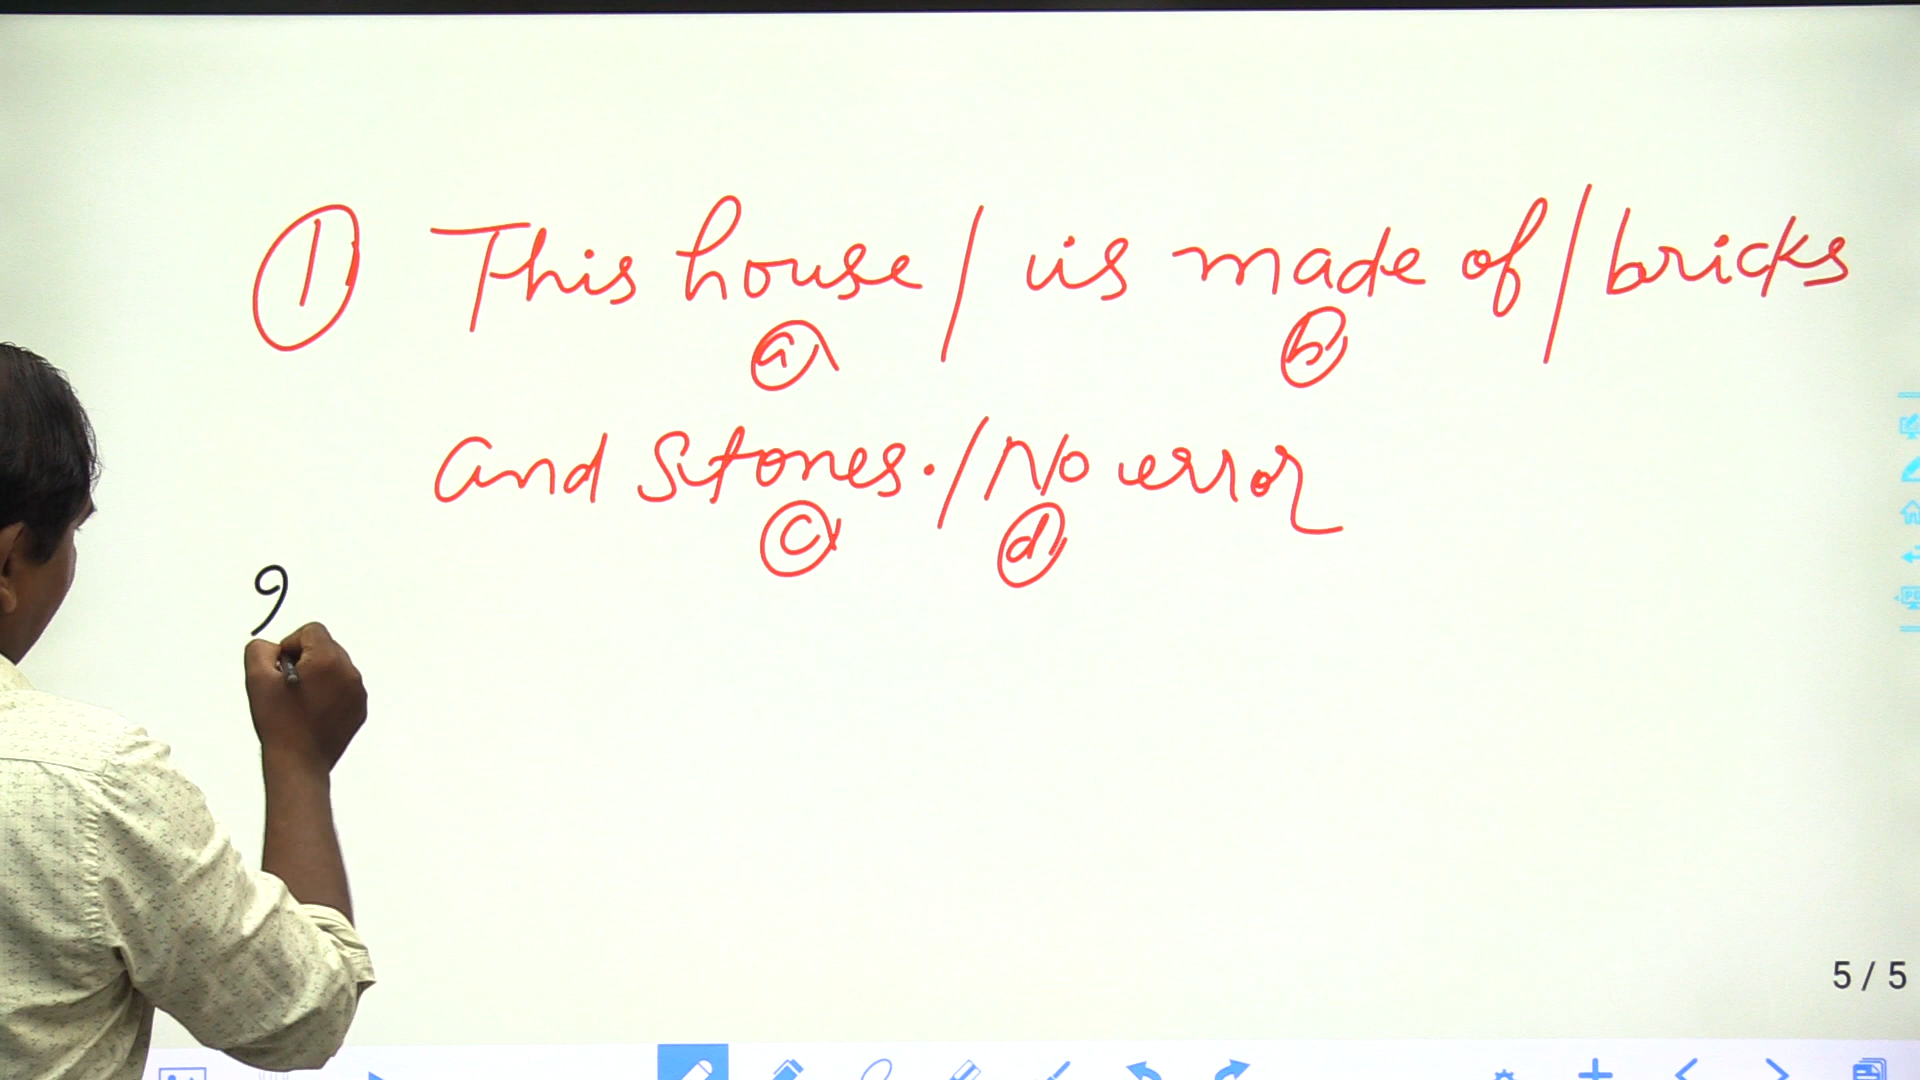 ① This house / is made of / bricks
ⓐ ⓑ
and stones. / No error
ⓒ ⓓ
9
5 / 5